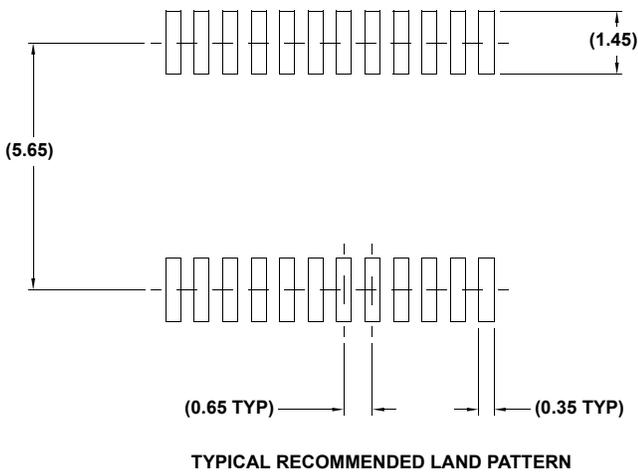 (1.45)
(5.65)
(0.65 TYP)
(0.35 TYP)
TYPICAL RECOMMENDED LAND PATTERN